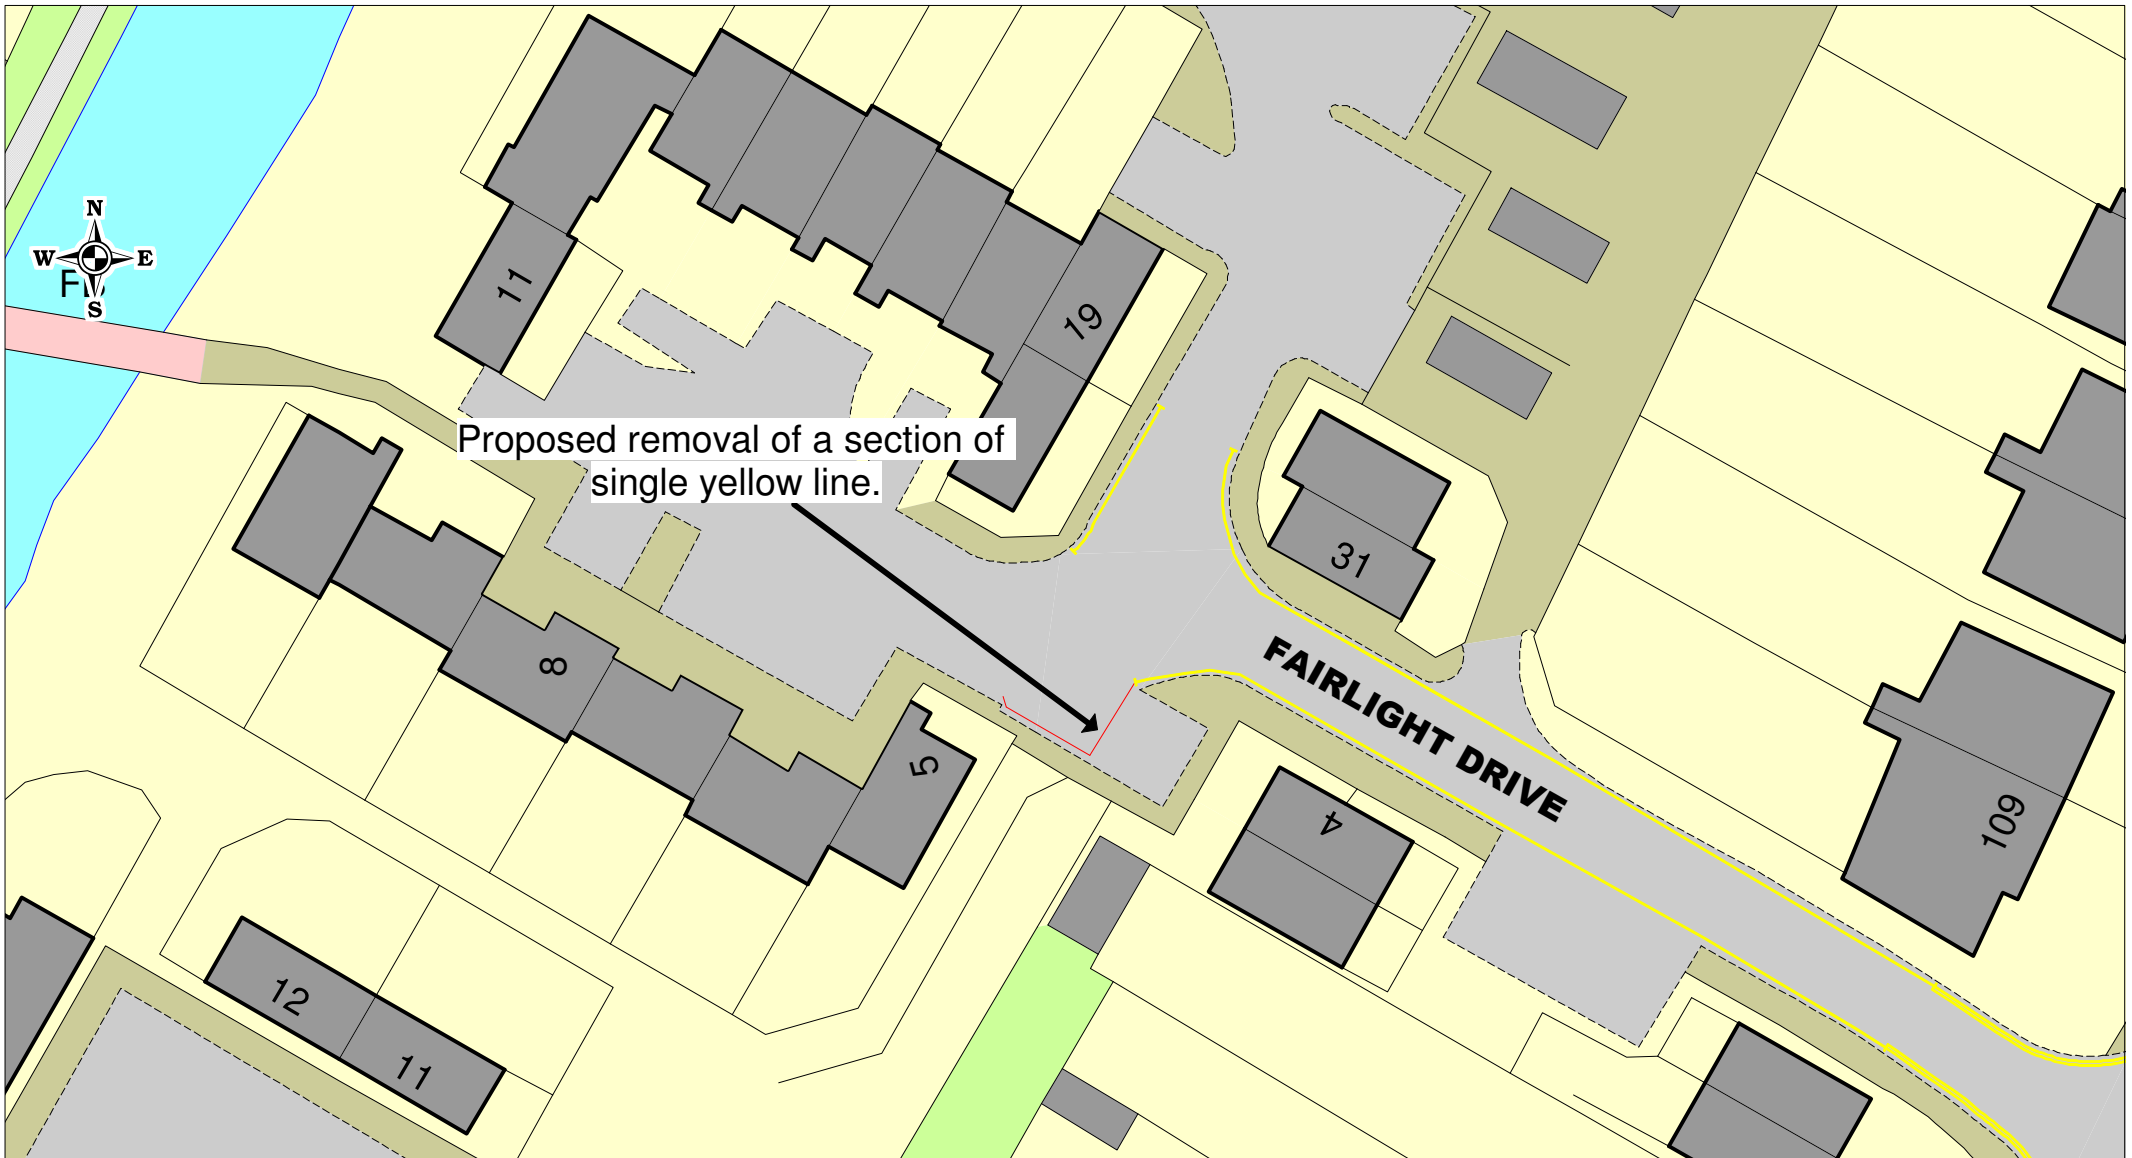 N
W E
S
11
19
Proposed removal of a section of
single yellow line.
31
8
FAIRLIGHT DRIVE
5
4
109
12
11